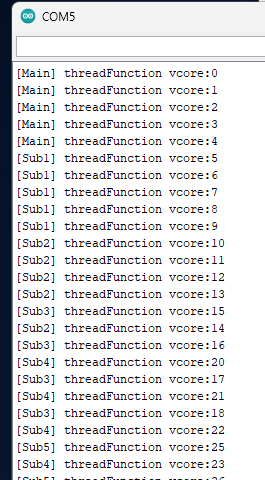 COM5
[Main] threadFunction vcore:0
[Main] threadFunction vcore:1
[Main] threadFunction vcore:2
[Main] threadFunction vcore:3
[Main] threadFunction vcore:4
[Sub1] threadFunction vcore:5
[Sub1] threadFunction vcore:6
[Sub1] threadFunction vcore:7
[Sub1] threadFunction vcore:8
[Sub1] threadFunction vcore:9
[Sub2] threadFunction vcore:10
[Sub2] threadFunction vcore:11
[Sub2] threadFunction vcore:12
[Sub2] threadFunction vcore:13
[Sub3] threadFunction vcore:15
[Sub2] threadFunction vcore:14
[Sub3] threadFunction vcore:16
[Sub4] threadFunction vcore:20
[Sub3] threadFunction vcore:17
[Sub4] threadFunction vcore:21
[Sub3] threadFunction vcore:18
[Sub4] threadFunction vcore:22
[Sub5] threadFunction vcore:25
[Sub4] threadFunction vcore:23
[Sub5] threadFunction vcore:26